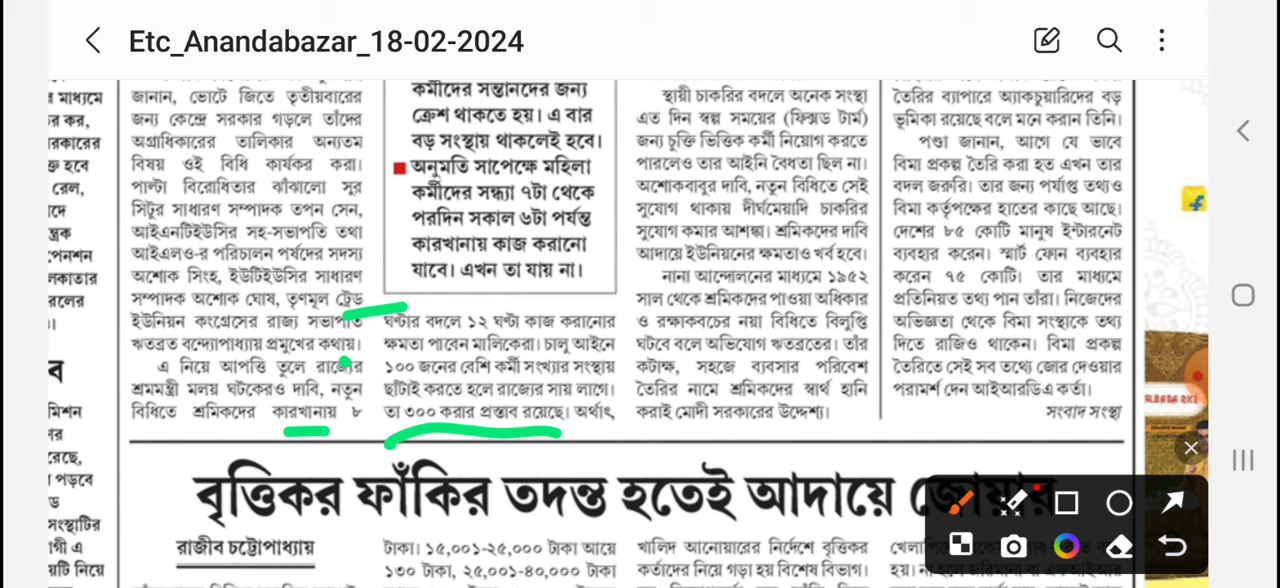 Etc_Anandabazar_18-02-2024
র মাধ্যমে
র কর,
রকারের
ক্ত হবে
রেল,
পেনশন
লকাতার
রলের
জানান, ভোটে জিতে তৃতীয়বারের
জন্য কেন্দ্রে সরকার গড়লে তাঁদের
অগ্রাধিকারের তালিকার অন্যতম
বিষয় ওই বিধি কার্যকর করা।
পাল্টা বিরোধিতার ঝাঁঝালো সুর
সিটুর সাধারণ সম্পাদক তপন সেন,
আইএনটিইউসির সহ-সভাপতি তথা
আইএলও-র পরিচালন পর্ষদের সদস্য
অশোক সিংহ, ইউটিইউসির সাধারণ
সম্পাদক অশোক ঘোষ, তৃণমূল ট্রেড
ইউনিয়ন কংগ্রেসের রাজ্য সভাপতি
ঋতব্রত বন্দ্যোপাধ্যায় প্রমুখের কথায়।
এ নিয়ে আপত্তি তুলে রাজ্যের
শ্রমমন্ত্রী মলয় ঘটকেরও দাবি, নতুন
বিধিতে শ্রমিকদের কারখানায় ৮
কর্মীদের সন্তানদের জন্য
ক্রেশ থাকতে হয়। এ বার
বড় সংস্থায় থাকলেই হবে।
■ অনুমতি সাপেক্ষে মহিলা
কর্মীদের সন্ধ্যা ৭টা থেকে
পরদিন সকাল ৬টা পর্যন্ত
কারখানায় কাজ করানো
যাবে। এখন তা যায় না।
ঘণ্টার বদলে ১২ ঘণ্টা কাজ করানোর
ক্ষমতা পাবেন মালিকেরা। চালু আইনে
১০০ জনের বেশি কর্মী সংখ্যার সংস্থায়
ছাঁটাই করতে হলে রাজ্যের সায় লাগে।
তা ৩০০ করার প্রস্তাব রয়েছে। অর্থাৎ,
স্থায়ী চাকরির বদলে অনেক সংস্থা
এত দিন স্বল্প সময়ের (ফিক্সড টার্ম)
জন্য চুক্তি ভিত্তিক কর্মী নিয়োগ করতে
পারলেও তার আইনি বৈধতা ছিল না।
অশোকবাবুর দাবি, নতুন বিধিতে সেই
সুযোগ থাকায় দীর্ঘমেয়াদি চাকরির
সুযোগ কমার আশঙ্কা। শ্রমিকদের দাবি
আদায়ে ইউনিয়নের ক্ষমতাও খর্ব হবে।
নানা আন্দোলনের মাধ্যমে ১৯৫২
সাল থেকে শ্রমিকদের পাওয়া অধিকার
ও রক্ষাকবচের নয়া বিধিতে বিলুপ্তি
ঘটবে বলে অভিযোগ ঋতব্রতের। তাঁর
কটাক্ষ, সহজে ব্যবসার পরিবেশ
তৈরির নামে শ্রমিকদের স্বার্থ হানি
করাই মোদী সরকারের উদ্দেশ্য।
তৈরির ব্যাপারে অ্যাকচুয়ারিদের বড়
ভূমিকা রয়েছে বলে মনে করান তিনি।
পণ্ডা জানান, আগে যে ভাবে
বিমা প্রকল্প তৈরি করা হত এখন তার
বদল জরুরি। তার জন্য পর্যাপ্ত তথ্যও
বিমা কর্তৃপক্ষের হাতের কাছে আছে।
দেশের ৮৫ কোটি মানুষ ইন্টারনেট
ব্যবহার করেন। স্মার্ট ফোন ব্যবহার
করেন ৭৫ কোটি। তার মাধ্যমে
প্রতিনিয়ত তথ্য পান তাঁরা। নিজেদের
অভিজ্ঞতা থেকে বিমা সংস্থাকে তথ্য
দিতে রাজিও থাকেন। বিমা প্রকল্প
তৈরিতে সেই সব তথ্যে জোর দেওয়ার
পরামর্শ দেন আইআরডিএ কর্তা।
সংবাদ সংস্থা
ব
মিশন
রেছে,
পড়বে
সংস্থাটির
গী এ
য়টি নিয়ে
বৃত্তিকর ফাঁকির তদন্ত হতেই আদায়ে জোয়ার
রাজীব চট্টোপাধ্যায়
টাকা। ১৫,০০১-২৫,০০০ টাকা আয়ে
১৩০ টাকা, ২৫,০০১-৪০,০০০ টাকা
খালিদ আনোয়ারের নির্দেশে বৃত্তিকর
কর্তাদের নিয়ে গড়া হয় বিশেষ বিভাগ।